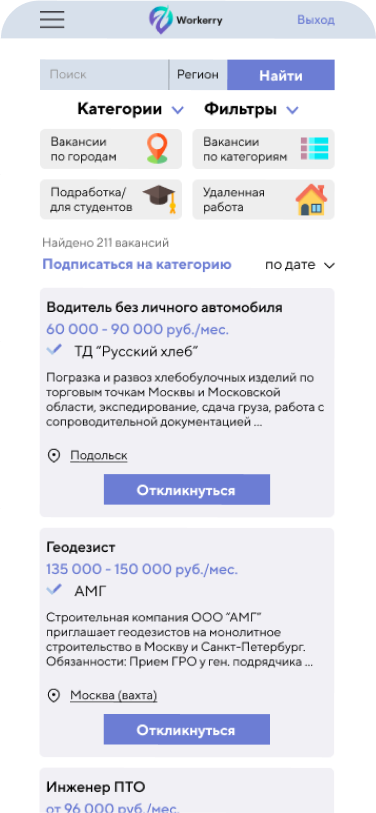 Workerry
Выход
Поиск
Регион
Найти
Категории
Фильтры
Вакансии
по городам
Вакансии
по категориям
Подработка/
для студентов
Удаленная
работа
Найдено 211 вакансий
Подписаться на категорию
по дате
Водитель без личного автомобиля
60 000 - 90 000 руб./мес.
ТД "Русский хлеб"
Погразка и развоз хлебобулочных изделий по
торговым точкам Москвы и Московской
области, экспедирование, сдача груза, работа с
сопроводительной документацией ...
Подольск
Откликнуться
Геодезист
135 000 - 150 000 руб./мес.
АМГ
Строительная компания ООО "АМГ"
приглашает геодезистов на монолитное
строительство в Москву и Санкт-Петербург.
Обязанности: Прием ГРО у ген. подрядчика ...
Москва (вахта)
Откликнуться
Инженер ПТО
от 96 000 руб./мес.